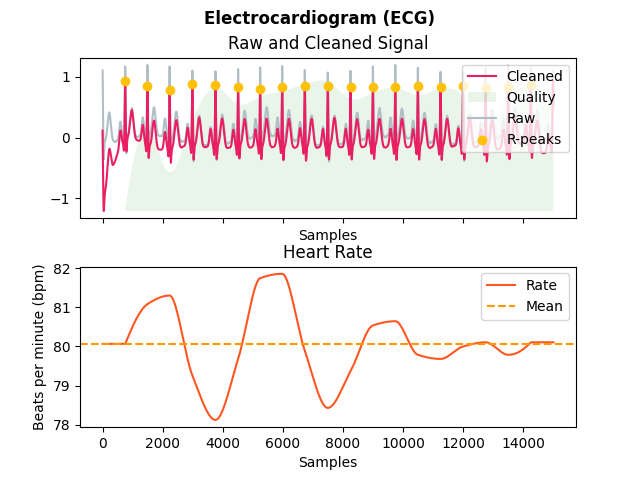 Electrocardiogram (ECG)
Raw and Cleaned Signal
1
0
−1
Cleaned
Quality
Raw
R-peaks
Samples
Heart Rate
Beats per minute (bpm)
82
81
80
79
78
Rate
Mean
0 2000 4000 6000 8000 10000 12000 14000
Samples